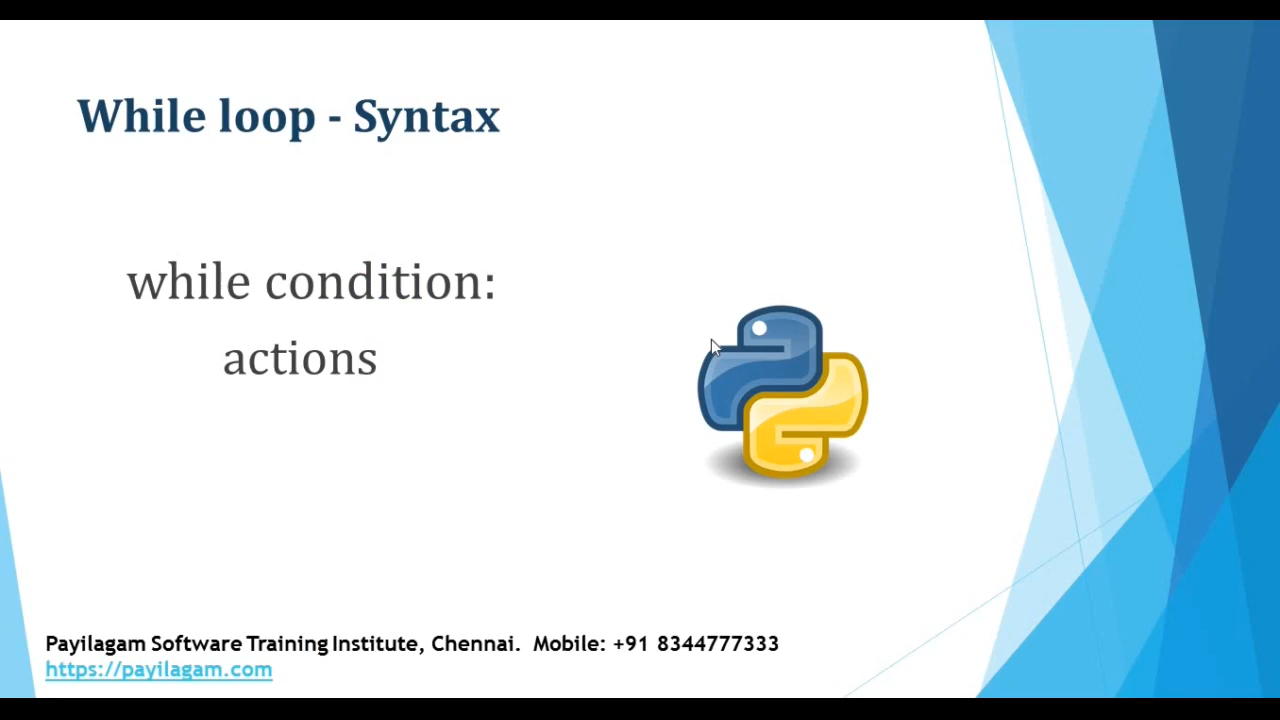 While loop - Syntax
while condition:
actions
Payilagam Software Training Institute, Chennai. Mobile: +91 8344777333
https://payilagam.com